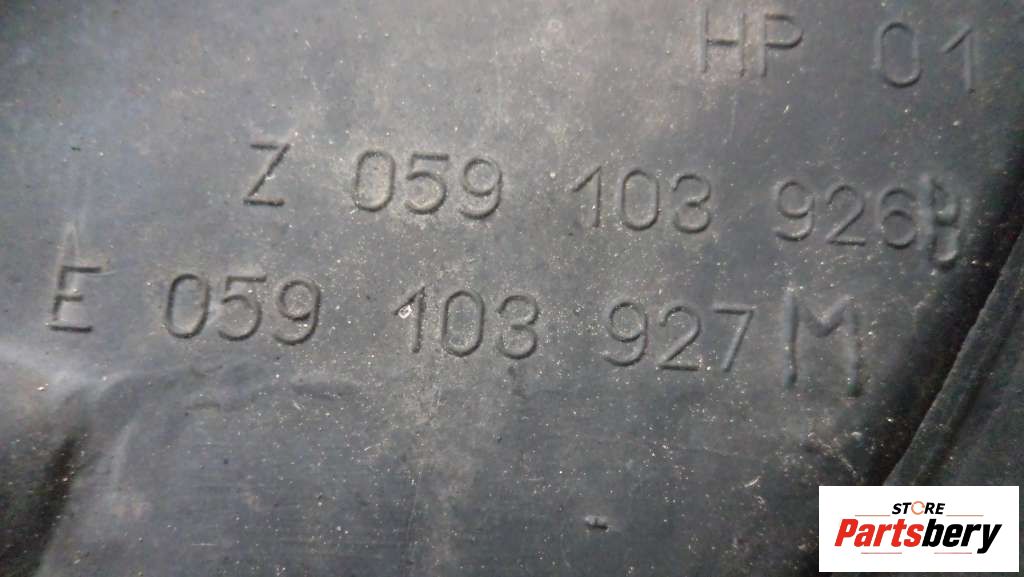 HP 01
Z 059 103 926
E 059 103 927 M
STORE
Partsbery